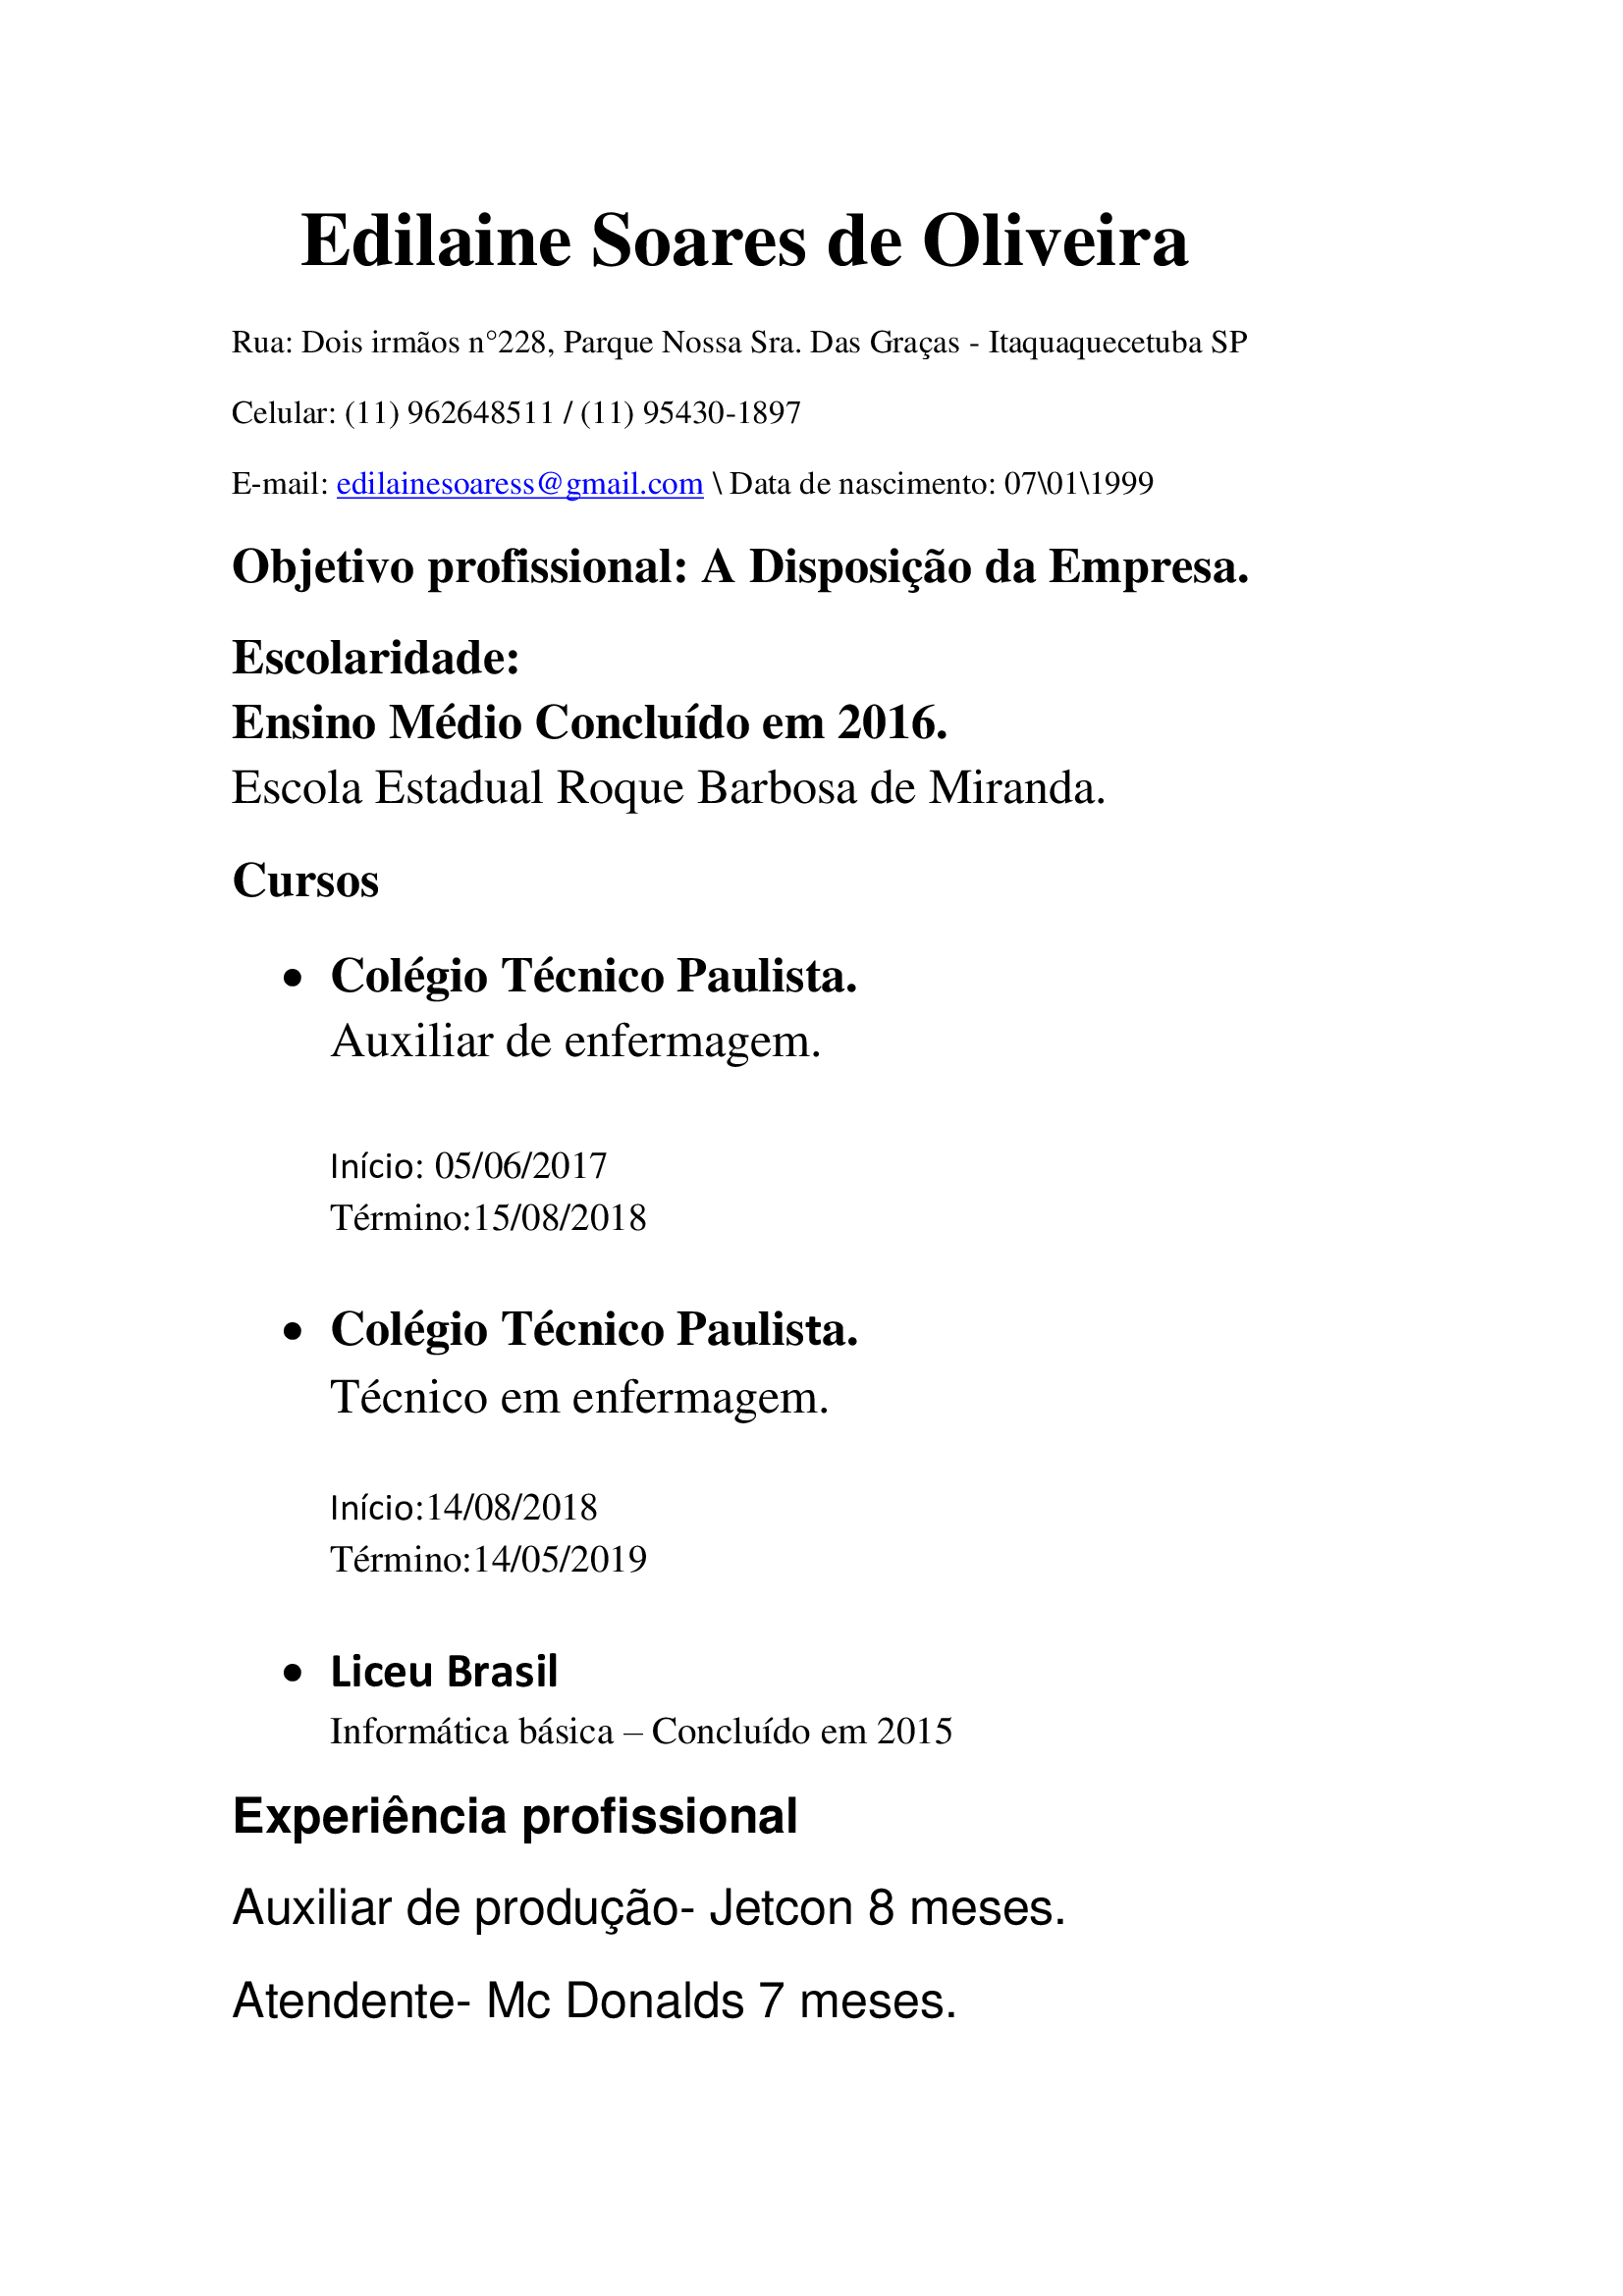 Edilaine Soares de Oliveira
Rua: Dois irmãos n°228, Parque Nossa Sra. Das Graças - Itaquaquecetuba SP
Celular: (11) 962648511 / (11) 95430-1897
E-mail: edilainesoaress@gmail.com \ Data de nascimento: 07\01\1999
Objetivo profissional: A Disposição da Empresa.
Escolaridade:
Ensino Médio Concluído em 2016.
Escola Estadual Roque Barbosa de Miranda.
Cursos
• Colégio Técnico Paulista.
Auxiliar de enfermagem.
Início: 05/06/2017
Término:15/08/2018
• Colégio Técnico Paulista.
Técnico em enfermagem.
Início:14/08/2018
Término:14/05/2019
• Liceu Brasil
Informática básica – Concluído em 2015
Experiência profissional
Auxiliar de produção- Jetcon 8 meses.
Atendente- Mc Donalds 7 meses.